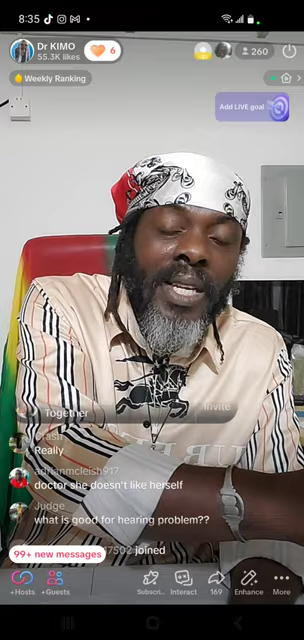 8:35
Dr KIMO
55.3K likes
6
260
Weekly Ranking
Add LIVE goal
Together
Invite
Really
adrianmcleish917
doctor she doesn't like herself
Judge
what is good for hearing problem??
99+ new messages
7502 joined
+Hosts
+Guests
Subscri...
Interact
169
Enhance
More